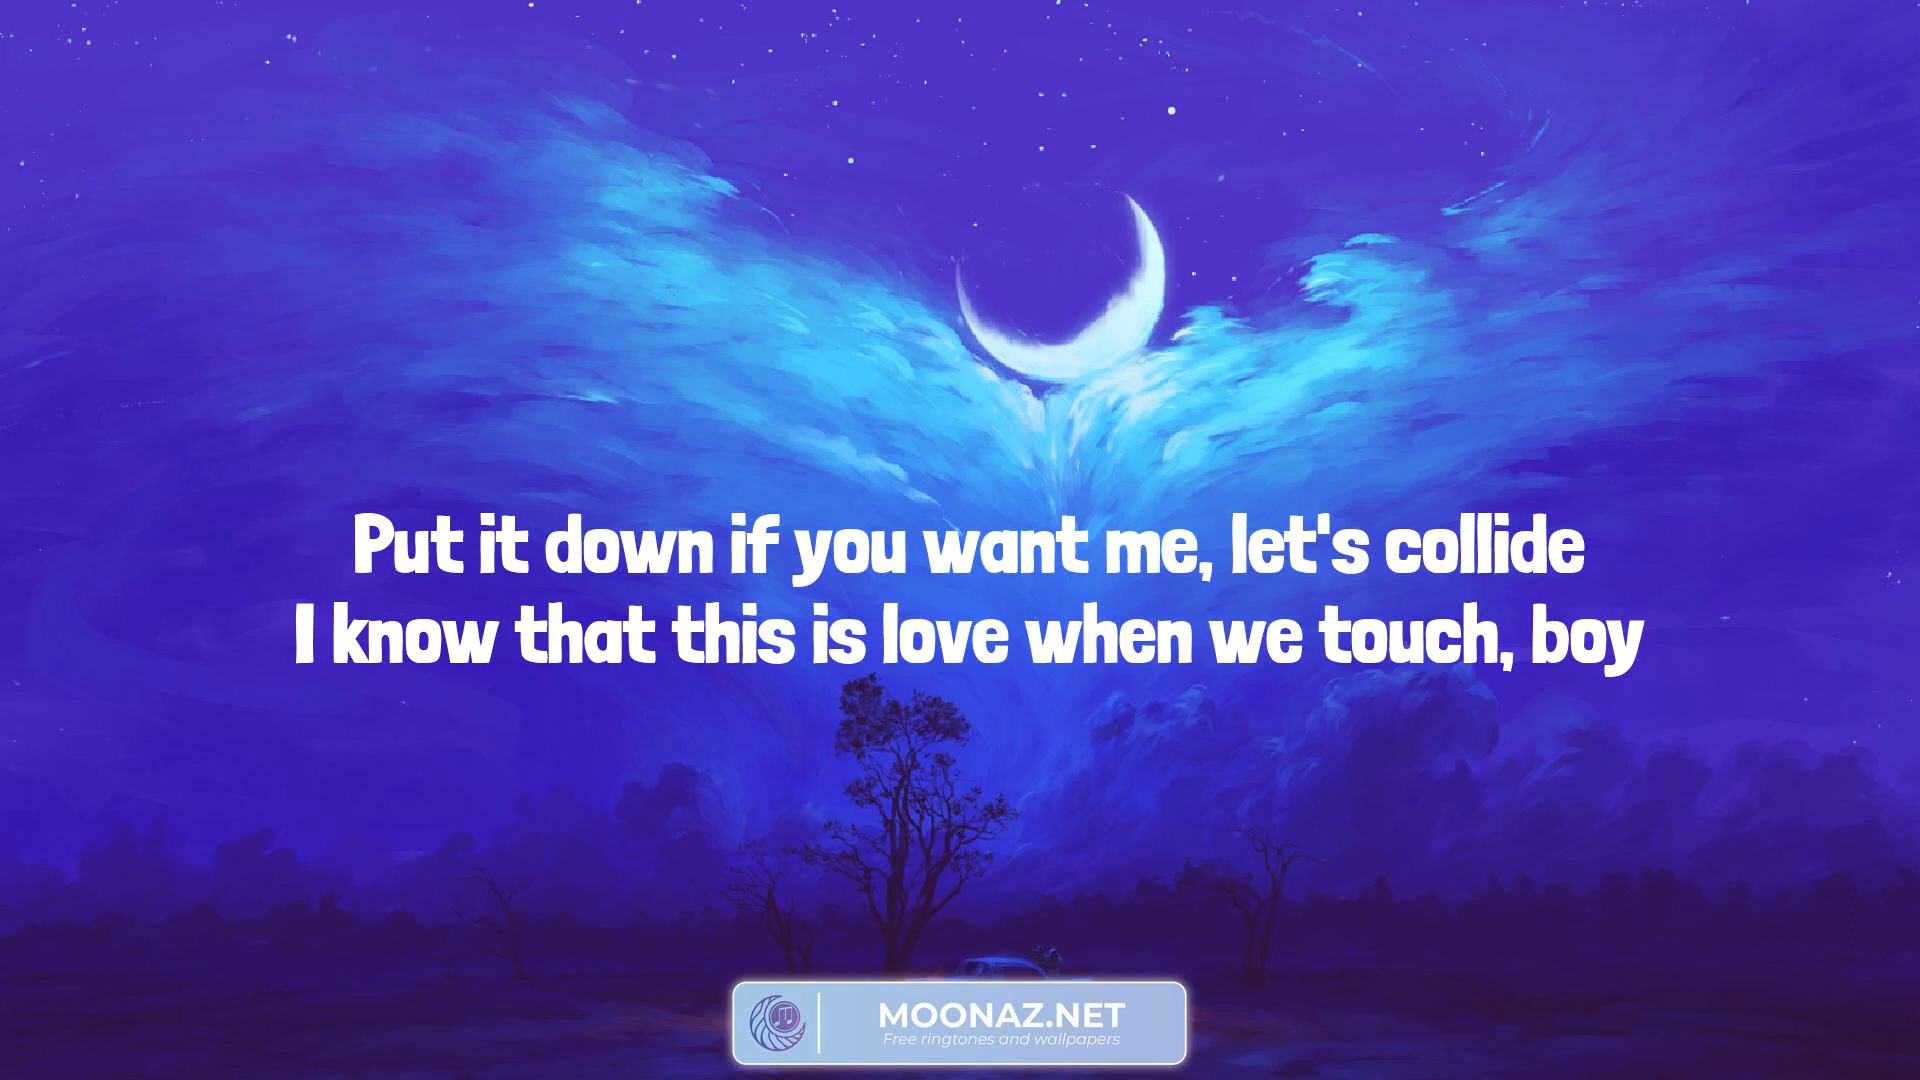 Put it down if you want me, let's collide
I know that this is love when we touch, boy
MOONAZ.NET
Free ringtones and wallpapers